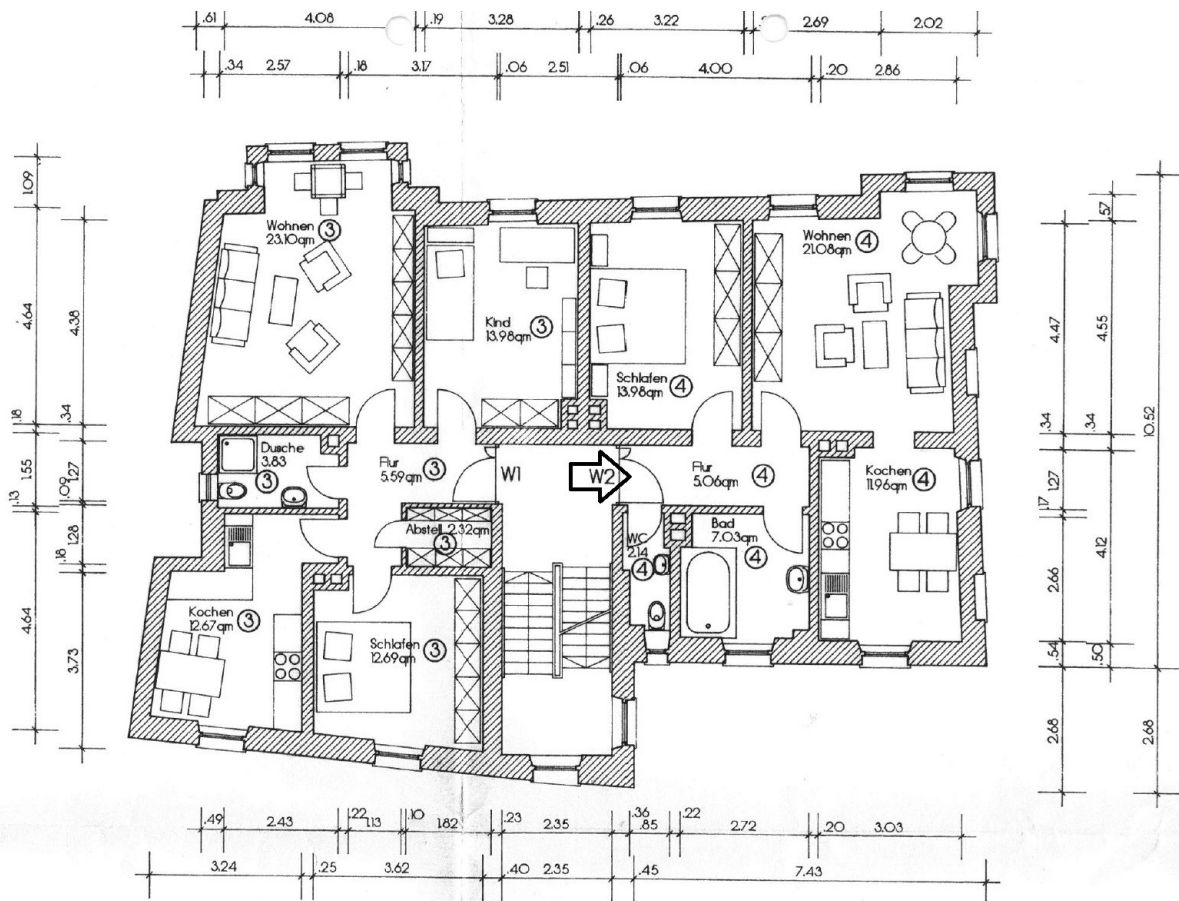 .61 4.08 .19 3.28 .26 3.22 2.69 2.02
.34 2.57 .18 3.17 .06 2.51 .06 4.00 .20 2.86
1.09
4.64
.18
1.55
.13
4.64
4.38
.34
1.27
.09
1.28
.18
3.73
Wohnen ③
23.10qm
Kind ③
13.98qm
Schlafen ④
13.98qm
Wohnen ④
21.08qm
Dusche
3.83
③
Flur ③
5.59qm
W1
W2
Flur ④
5.06qm
Kochen ④
11.96qm
Abstell 2.32qm
③
WC
2.14
④
Bad
7.03qm
④
Kochen ③
12.67qm
Schlafen ③
12.69qm
4.47
.34
1.27
.17
2.66
.54
2.68
.57
4.55
.34
4.12
.50
10.52
2.68
.49 2.43 .22 1.13 .10 1.82 .23 2.35 .36 .85 .22 2.72 .20 3.03
3.24 .25 3.62 .40 2.35 .45 7.43